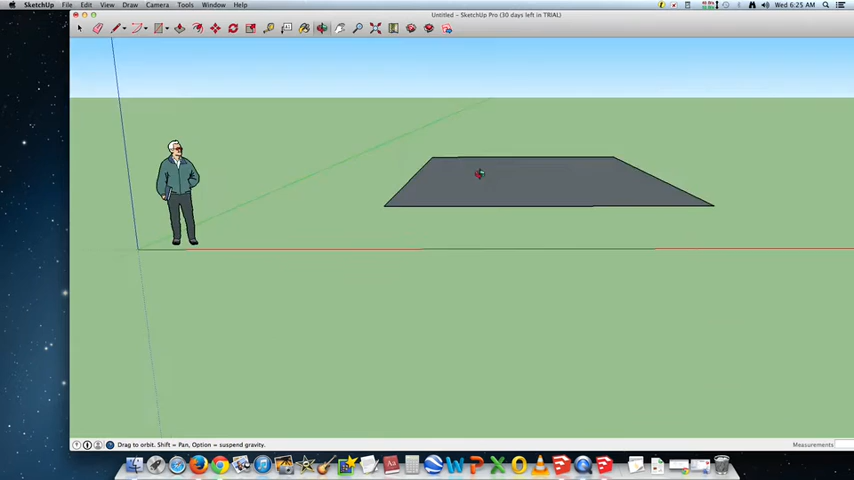 SketchUp File Edit View Draw Camera Tools Window Help Wed 6:25 AM
Untitled - SketchUp Pro (30 days left in TRIAL)
Drag to orbit. Shift = Pan, Option = suspend gravity. Measurements: